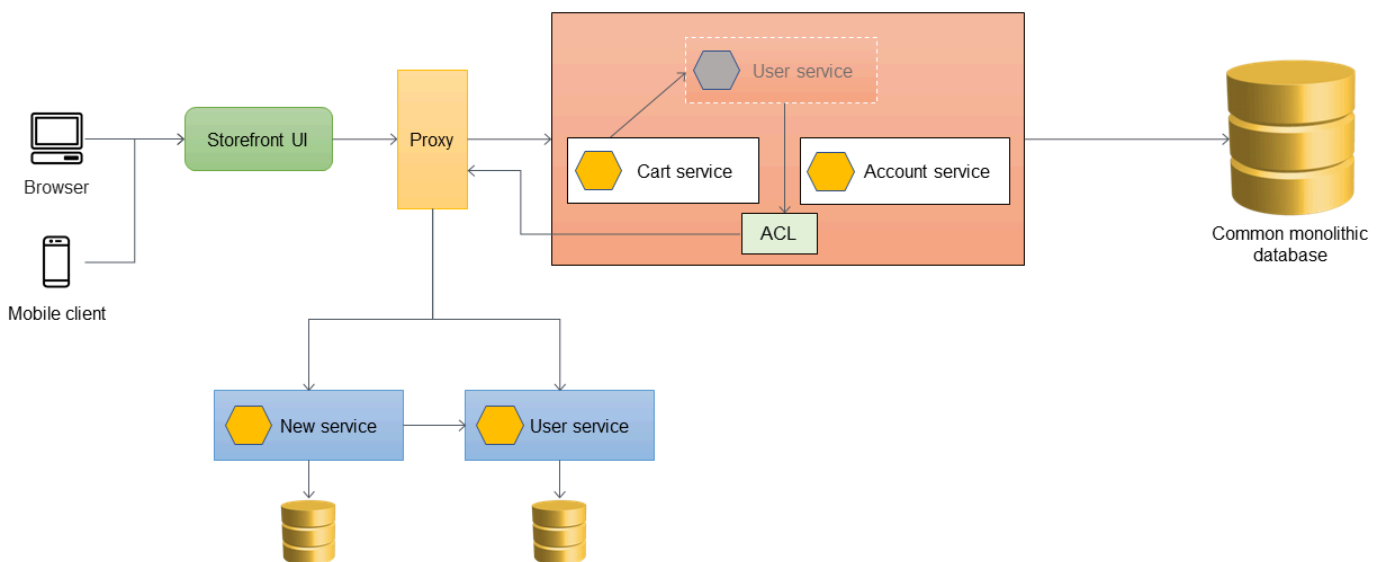 User service
Storefront UI
Proxy
Cart service
Account service
Browser
ACL
Common monolithic
database
Mobile client
New service
User service